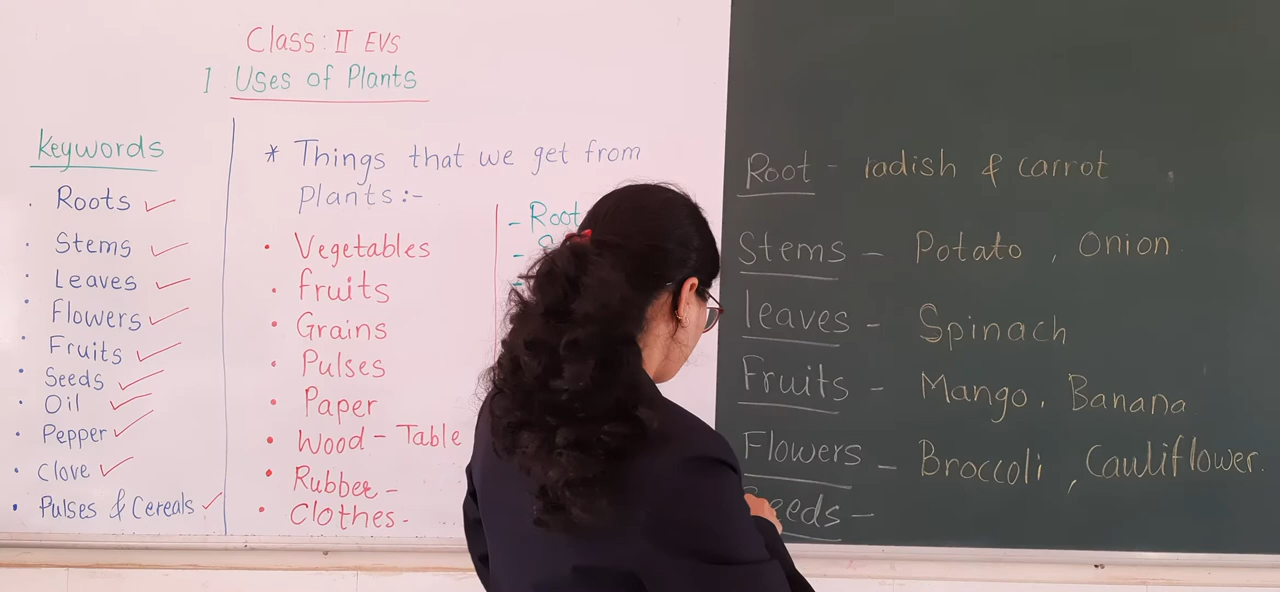 Class: II EVS
1 Uses of Plants
Keywords
Roots
Stems
Leaves
Flowers
Fruits
Seeds
Oil
Pepper
Clove
Pulses & Cereals
* Things that we get from
Plants:-
Vegetables
fruits
Grains
Pulses
Paper
Wood - Table
Rubber -
Clothes -
- Root
Root - radish & carrot
Stems - Potato , Onion
leaves - Spinach
Fruits - Mango, Banana
Flowers - Broccoli , Cauliflower.
Seeds -